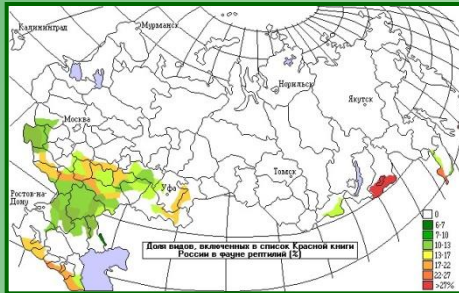 Калининград
Мурманск
Норильск
Якутск
Москва
Уфа
Томск
Ростов-на-
Дону
Доля видов, включенных в список Красной книги
России в фауне рептилий (%)
0
6-7
7-10
10-13
13-17
17-22
22-27
>27%